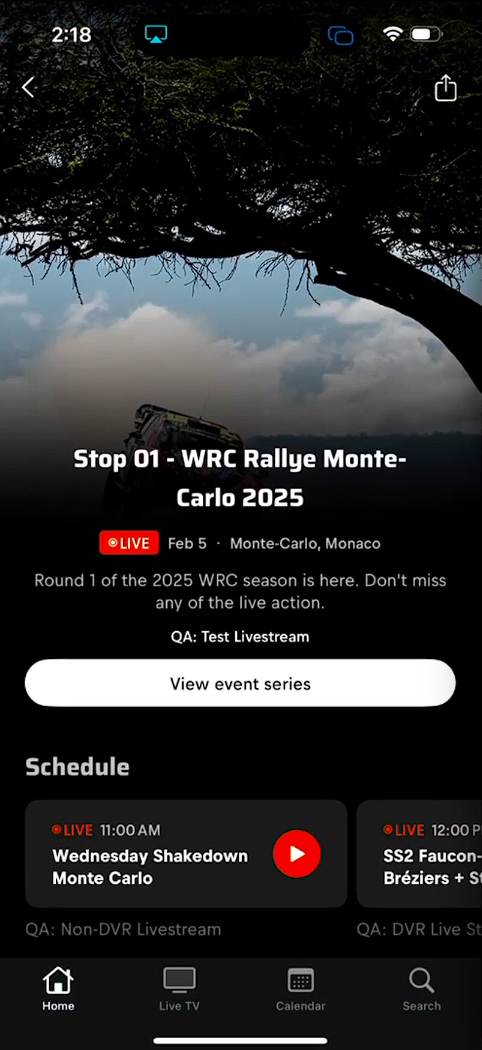 2:18
Stop 01 - WRC Rallye Monte-
Carlo 2025
LIVE Feb 5 · Monte-Carlo, Monaco
Round 1 of the 2025 WRC season is here. Don't miss
any of the live action.
QA: Test Livestream
View event series
Schedule
LIVE 11:00 AM
Wednesday Shakedown
Monte Carlo
QA: Non-DVR Livestream
LIVE 12:00 P
SS2 Faucon-
Bréziers + S
QA: DVR Live St
Home
Live TV
Calendar
Search